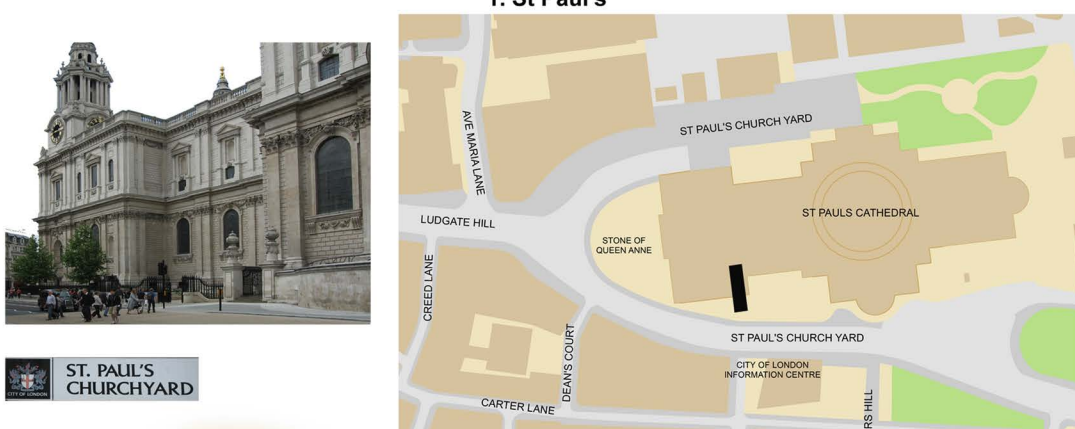 1. St Paul's
AVE MARIA LANE
ST PAUL'S CHURCH YARD
LUDGATE HILL
ST PAULS CATHEDRAL
STONE OF
QUEEN ANNE
CREED LANE
ST PAUL'S CHURCH YARD
DEAN'S COURT
CITY OF LONDON
INFORMATION CENTRE
CARTER LANE
RS HILL
CITY OF LONDON
ST. PAUL'S
CHURCHYARD